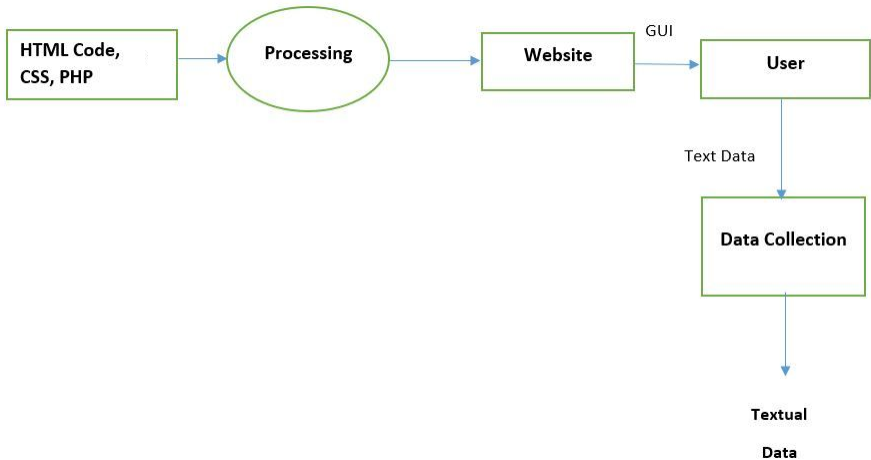 HTML Code,
CSS, PHP
Processing
Website
GUI
User
Text Data
Data Collection
Textual
Data